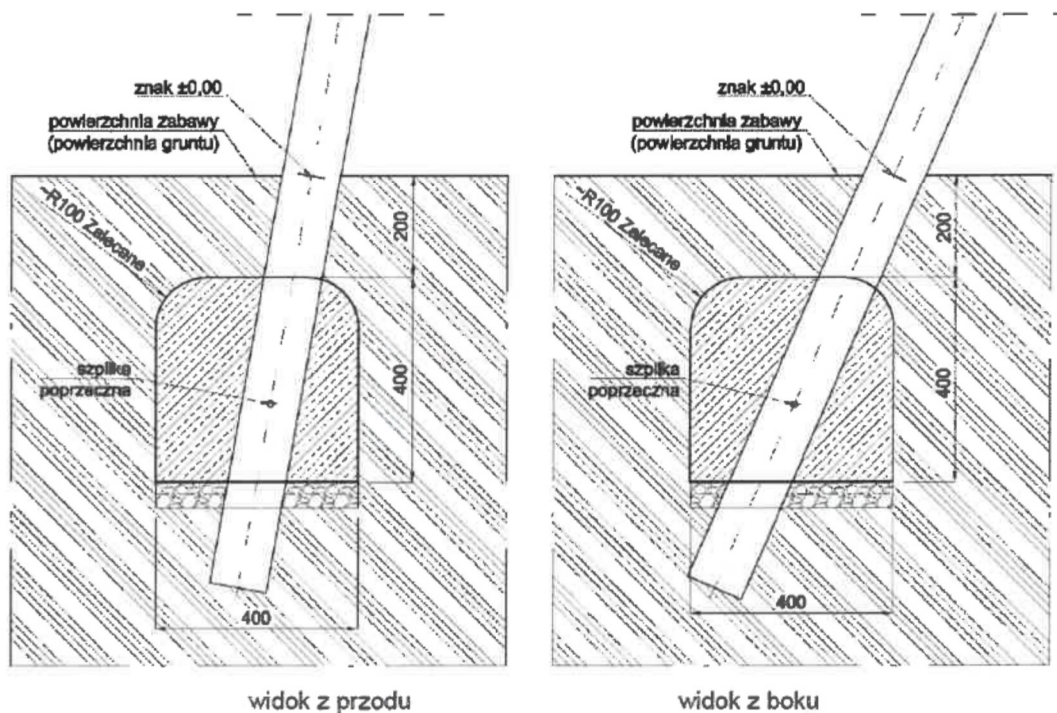 znak ±0,00
powierzchnia zabawy
(powierzchnia gruntu)
~R100 Zalecane
200
szpilka
poprzeczna
400
400
widok z przodu
znak ±0,00
powierzchnia zabawy
(powierzchnia gruntu)
~R100 Zalecane
200
szpilka
poprzeczna
400
400
widok z boku